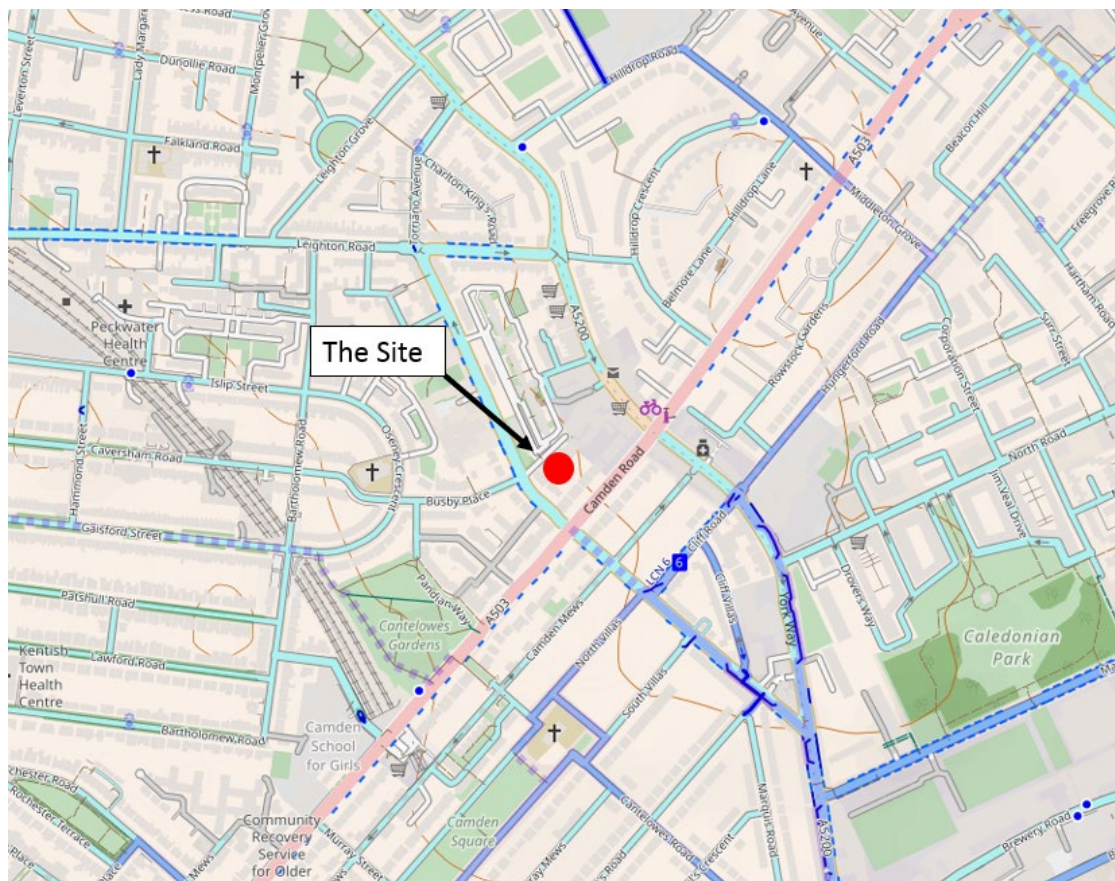 Hilldrop Road
Avenue
Lady Margaret
Leverton Street
Dunollie Road
Montpelier Grove
Falkland Road
Leighton Grove
Charlton King's Road
Torriano Avenue
Hilldrop Crescent
Hilldrop Lane
A503
Middleton Grove
Beacon Hill
Freegrove
Hartham Road
Leighton Road
Belmore Lane
A5200
Rowstock Gardens
Hungerford Road
Corporation Street
Surr Street
The Site
Peckwater
Health
Centre
Islip Street
Hammond Street
Caversham Road
Bartholomew Road
Oseney Crescent
Busby Place
Camden Road
North Road
Jim Veal Drive
Gaisford Street
Patshull Road
Lawford Road
Pandian Way
A503
Cantelowes
Gardens
Camden Mews
LCN 6
6
Cliff Road
Cliff Villas
York Way
Drovers Way
Caledonian
Park
Kentish
Town
Health
Centre
Bartholomew Road
North Villas
South Villas
Camden
School
for Girls
Rochester Terrace
Community
Recovery
Service
for Older
Murray Street
Camden
Square
Cantelowes Road
Marquis Road
A5200
Brewery Road